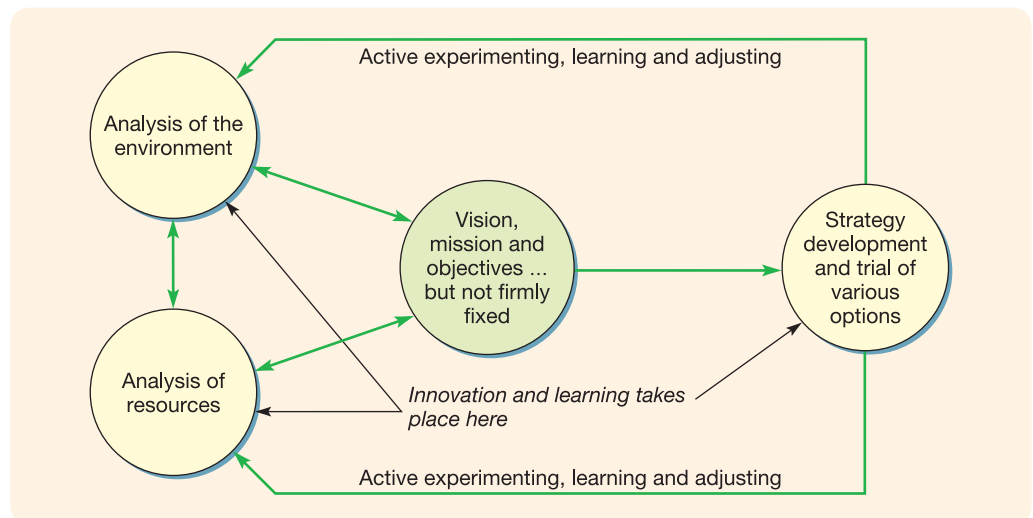 Active experimenting, learning and adjusting
Analysis of the
environment
Vision,
mission and
objectives ...
but not firmly
fixed
Strategy
development
and trial of
various
options
Analysis of
resources
Innovation and learning takes
place here
Active experimenting, learning and adjusting